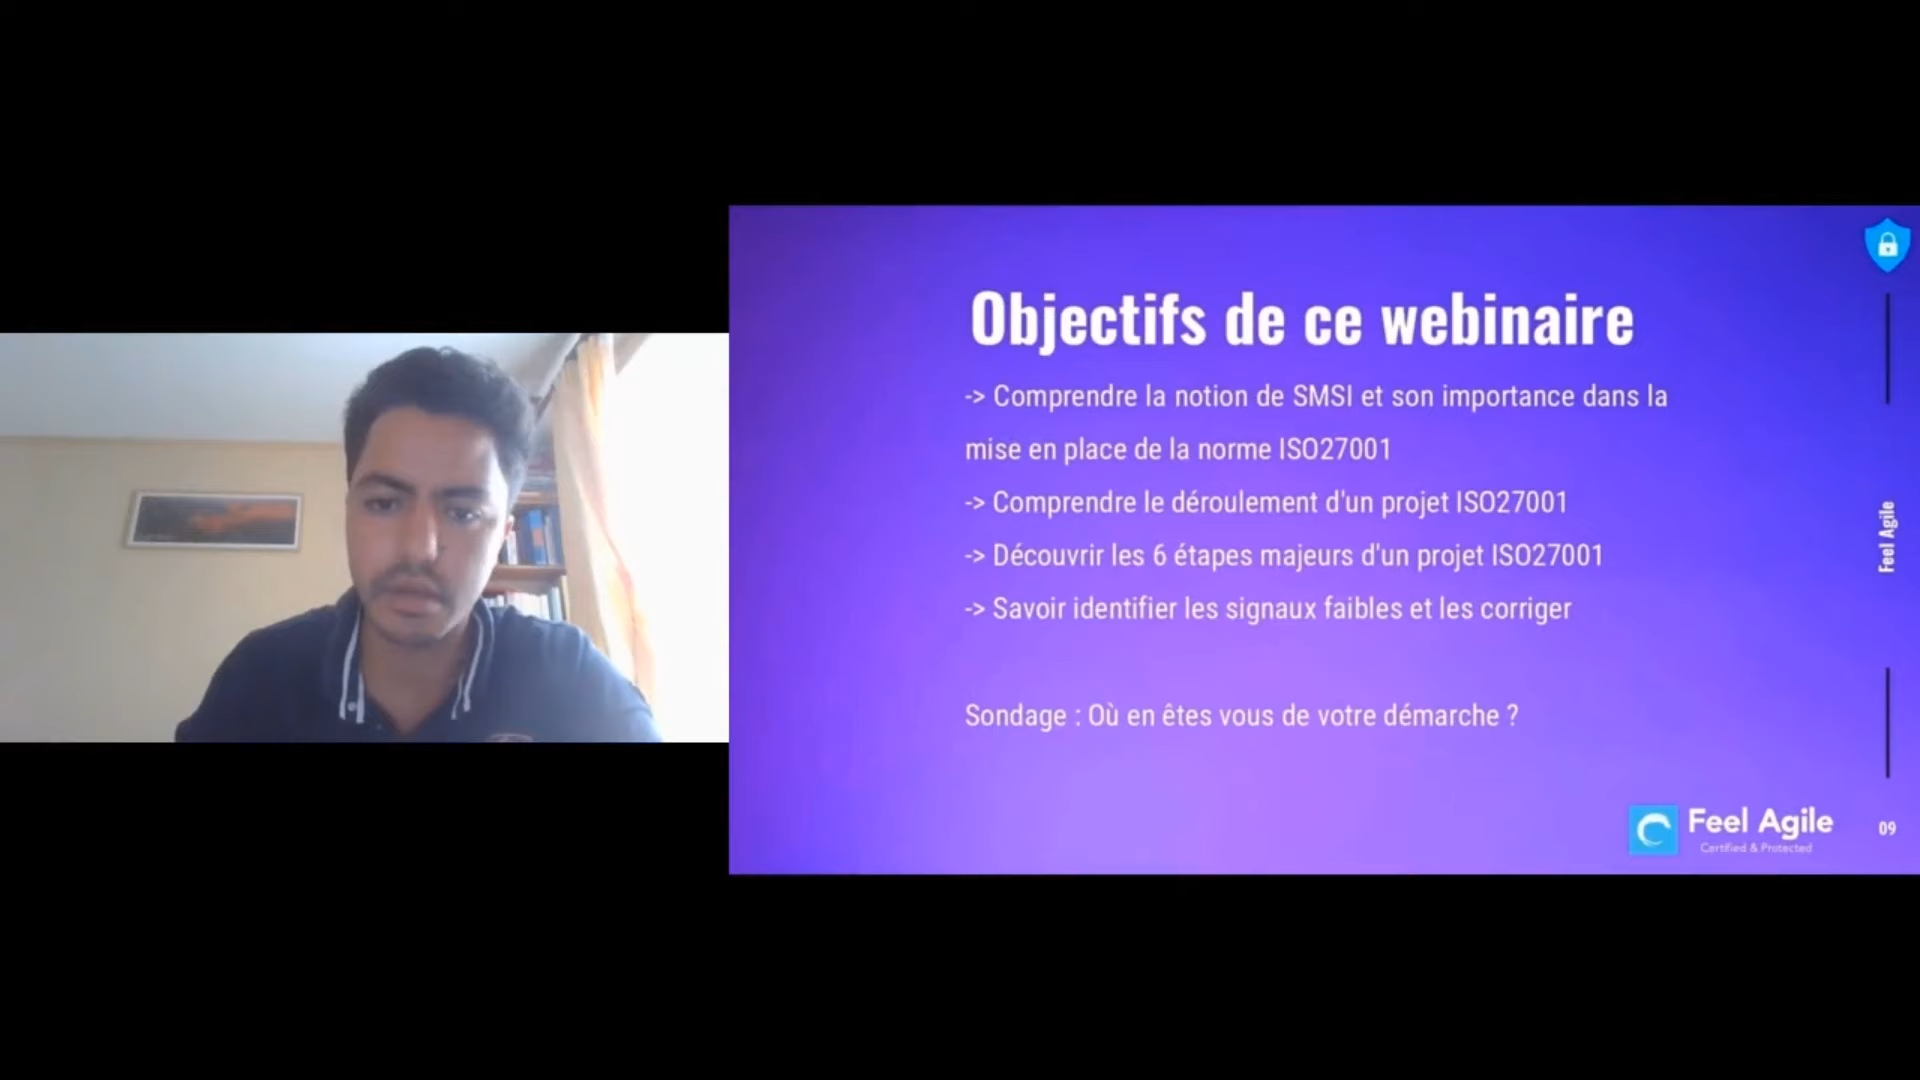 Objectifs de ce webinaire
-> Comprendre la notion de SMSI et son importance dans la
mise en place de la norme ISO27001
-> Comprendre le déroulement d'un projet ISO27001
-> Découvrir les 6 étapes majeurs d'un projet ISO27001
-> Savoir identifier les signaux faibles et les corriger
Sondage : Où en êtes vous de votre démarche ?
Feel Agile
Feel Agile
Certified & Protected
09